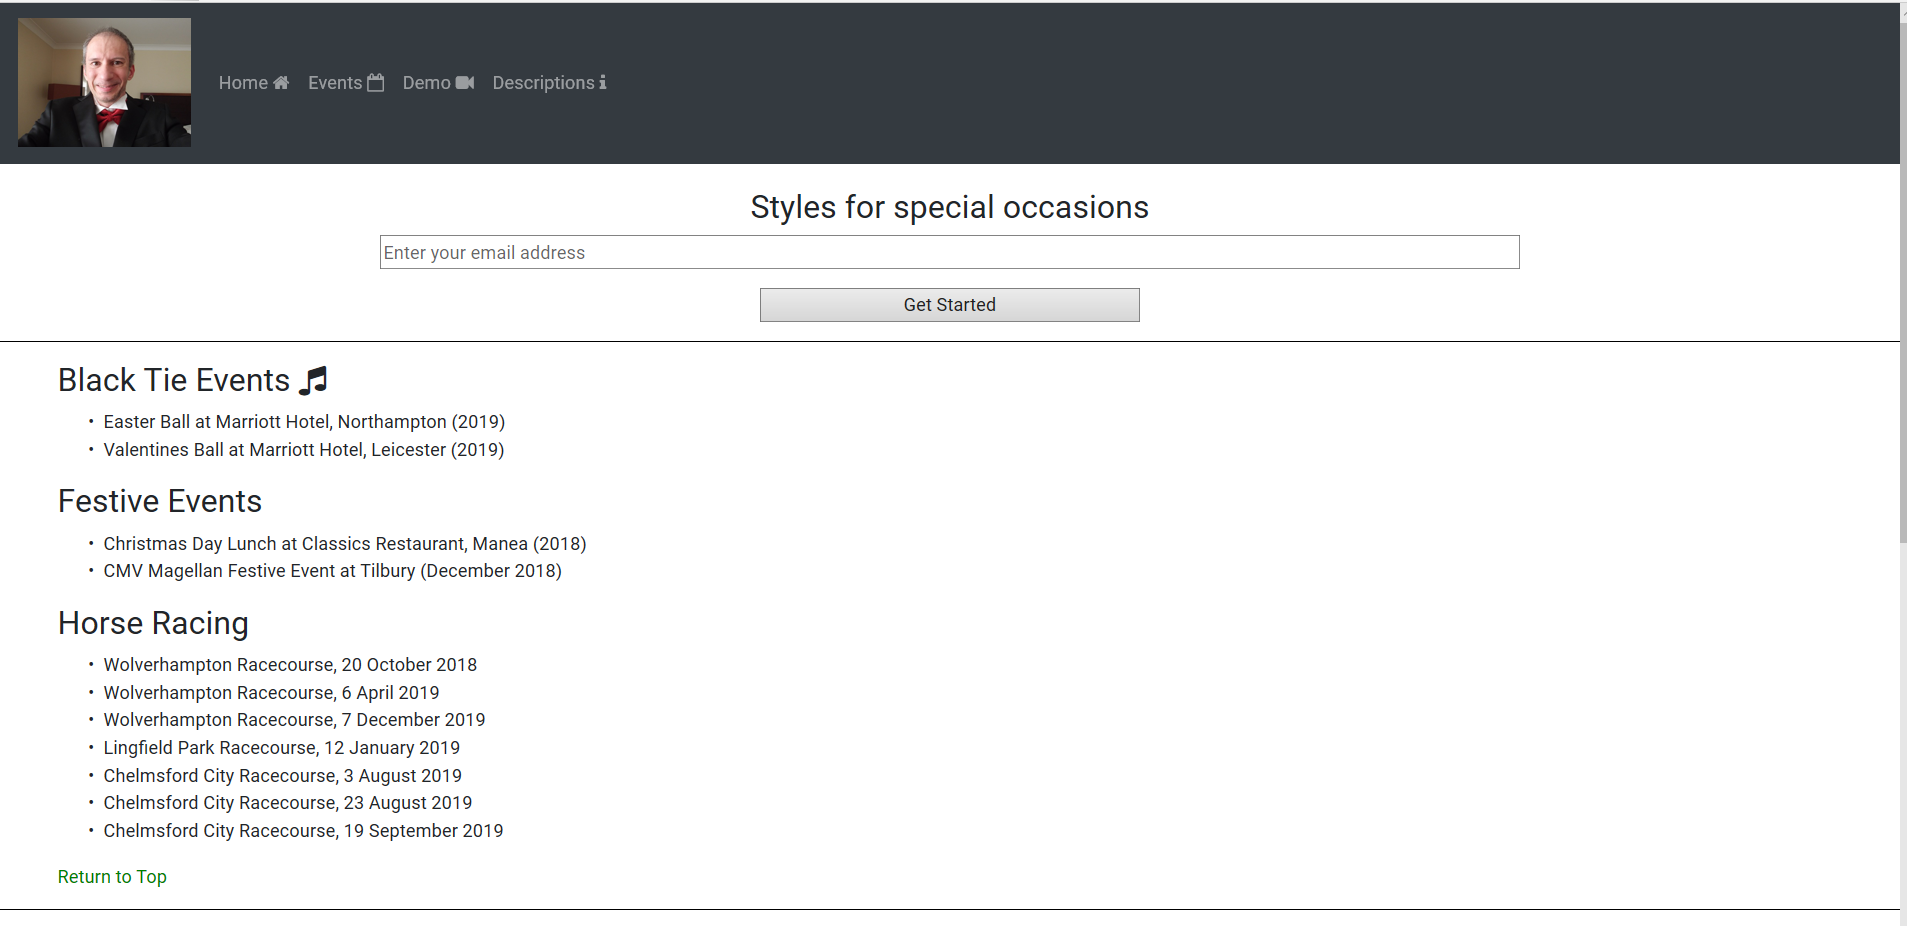 Home Events Demo Descriptions
Styles for special occasions
Enter your email address
Get Started
Black Tie Events
• Easter Ball at Marriott Hotel, Northampton (2019)
• Valentines Ball at Marriott Hotel, Leicester (2019)
Festive Events
• Christmas Day Lunch at Classics Restaurant, Manea (2018)
• CMV Magellan Festive Event at Tilbury (December 2018)
Horse Racing
• Wolverhampton Racecourse, 20 October 2018
• Wolverhampton Racecourse, 6 April 2019
• Wolverhampton Racecourse, 7 December 2019
• Lingfield Park Racecourse, 12 January 2019
• Chelmsford City Racecourse, 3 August 2019
• Chelmsford City Racecourse, 23 August 2019
• Chelmsford City Racecourse, 19 September 2019
Return to Top